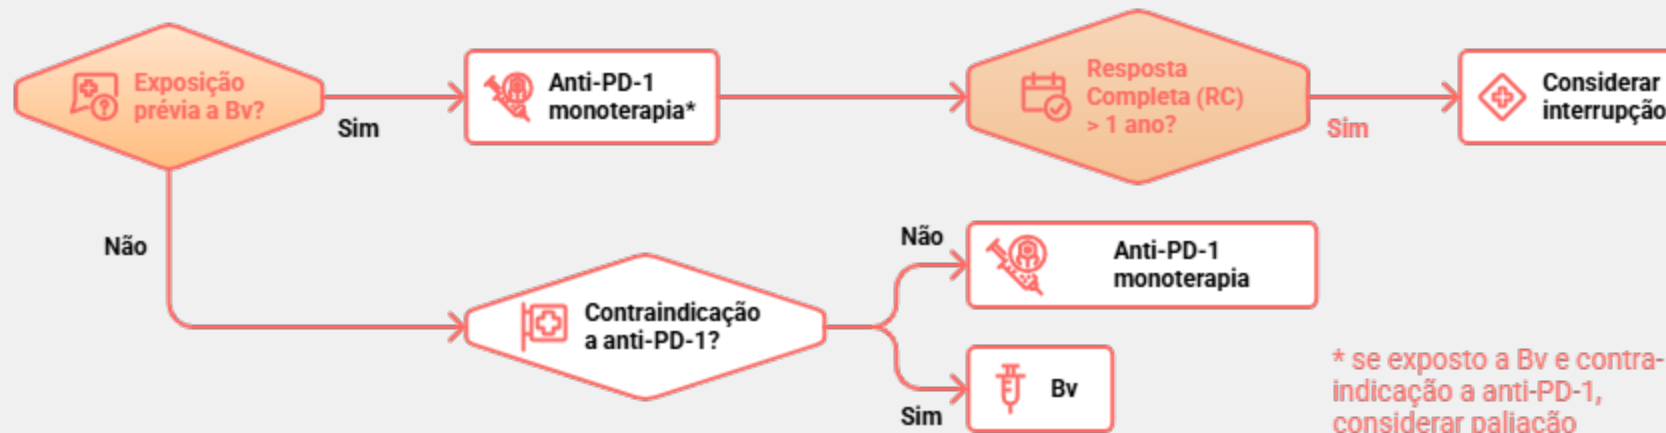 Exposição
prévia a Bv?
Sim
Anti-PD-1
monoterapia*
Resposta
Completa (RC)
> 1 ano?
Sim
Considerar
interrupção
Não
Contraindicação
a anti-PD-1?
Não
Anti-PD-1
monoterapia
Sim
Bv
* se exposto a Bv e contra-
indicação a anti-PD-1,
considerar paliação